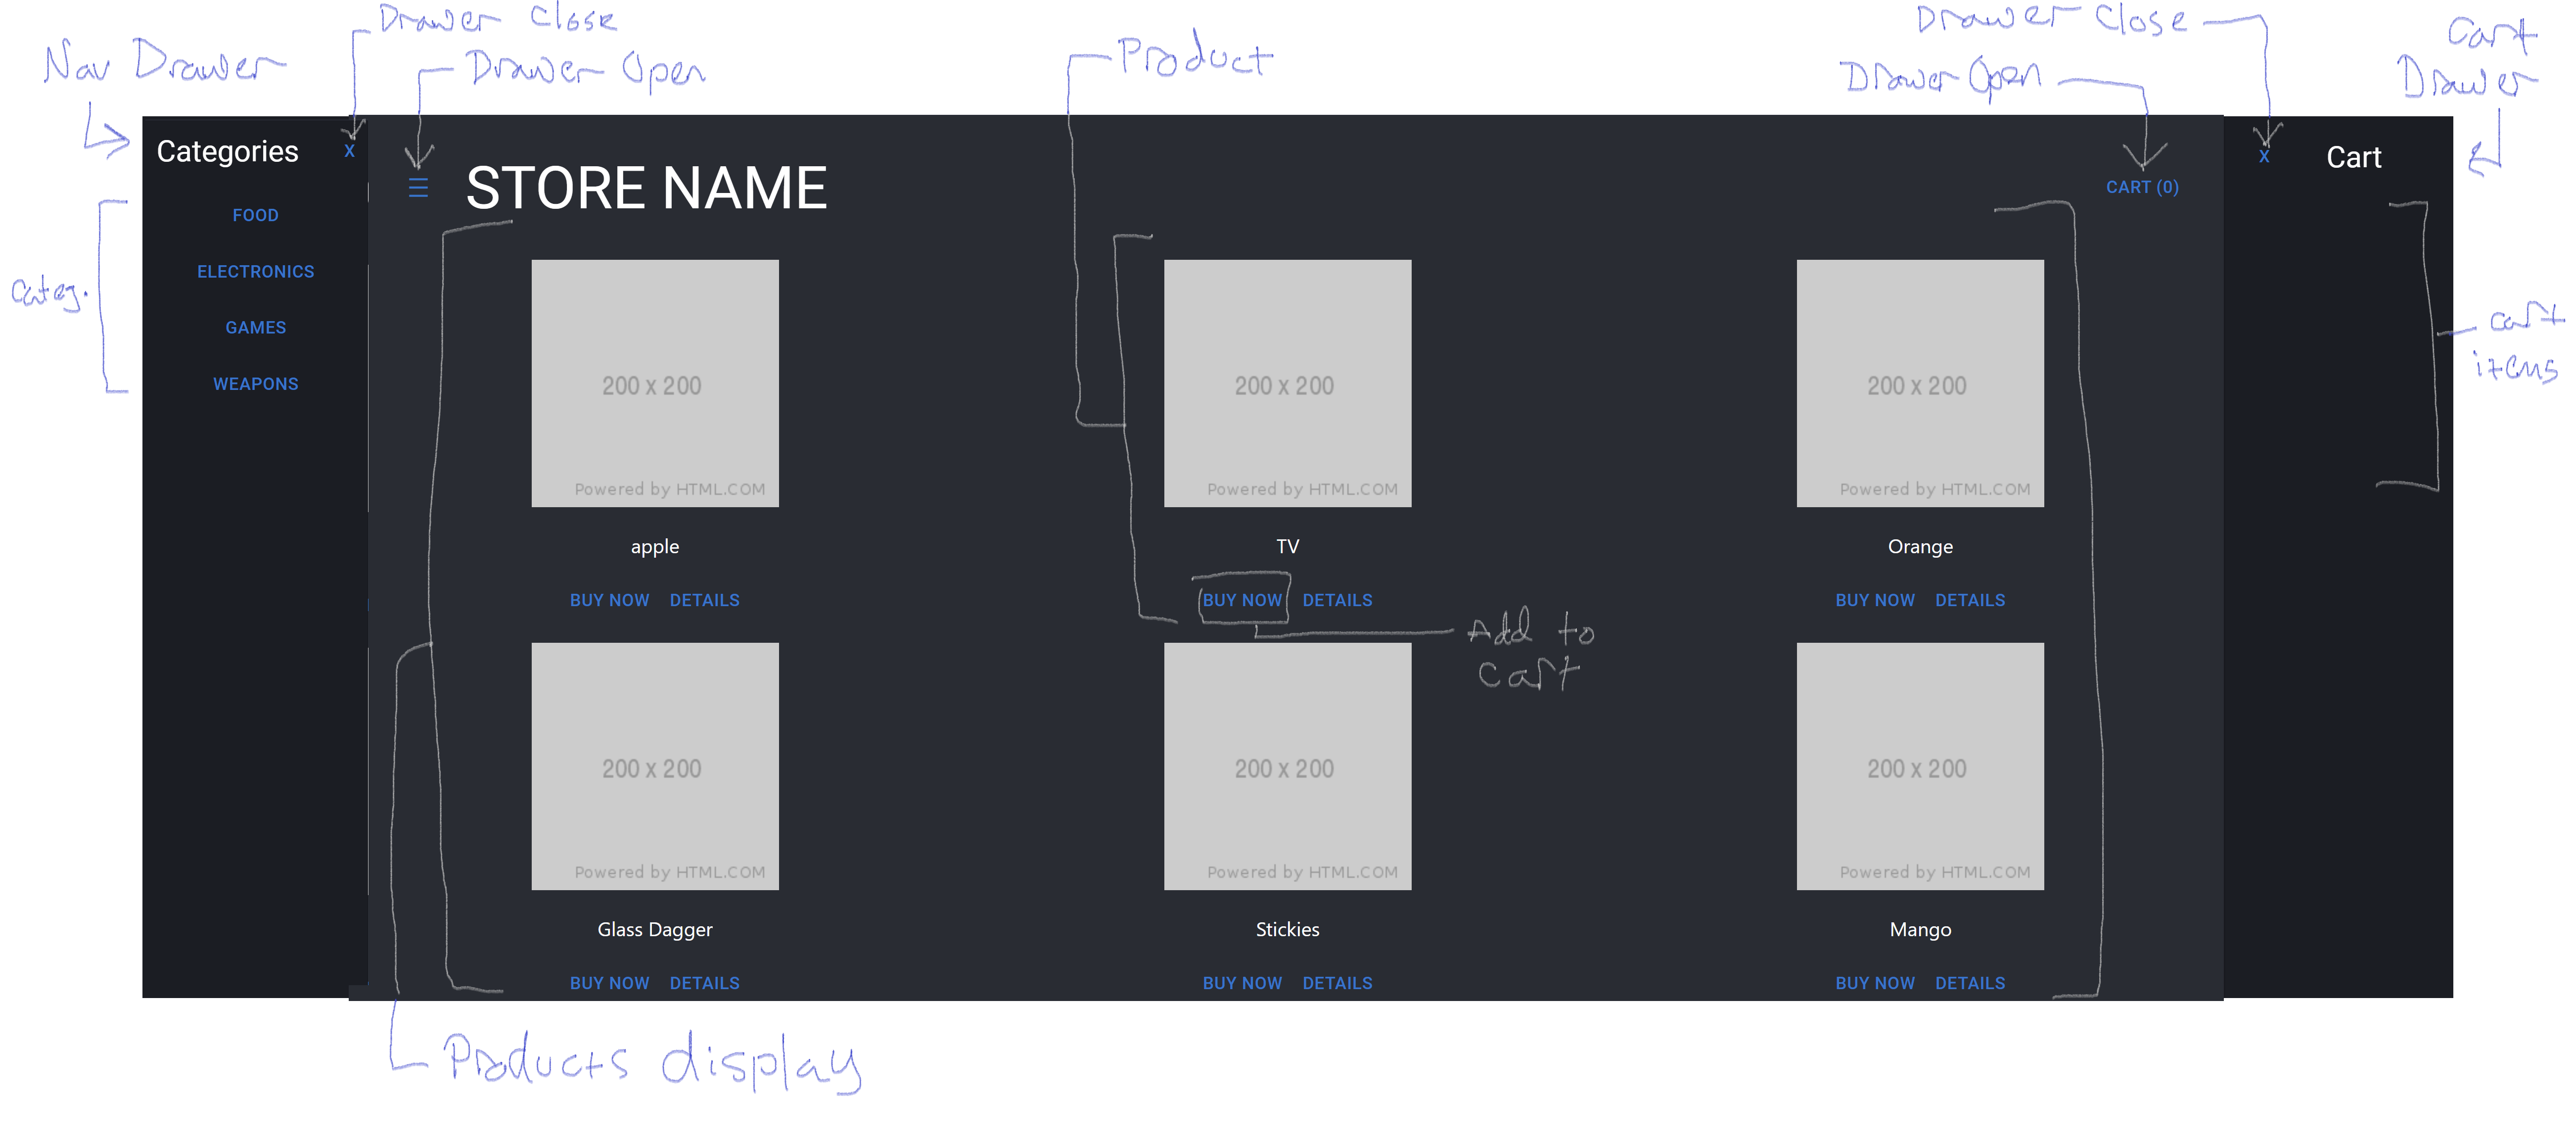 Drawer Close
Drawer Close
Nav Drawer
Drawer Open
Product
Drawer Open
Cart
Drawer
Categories
x
STORE NAME
CART (0)
x
Cart
FOOD
ELECTRONICS
GAMES
WEAPONS
Categ.
cart
items
200 x 200
Powered by HTML.COM
200 x 200
Powered by HTML.COM
200 x 200
Powered by HTML.COM
apple
TV
Orange
BUY NOW DETAILS
BUY NOW DETAILS
BUY NOW DETAILS
Add to
Cart
200 x 200
Powered by HTML.COM
200 x 200
Powered by HTML.COM
200 x 200
Powered by HTML.COM
Glass Dagger
Stickies
Mango
BUY NOW DETAILS
BUY NOW DETAILS
BUY NOW DETAILS
Products display